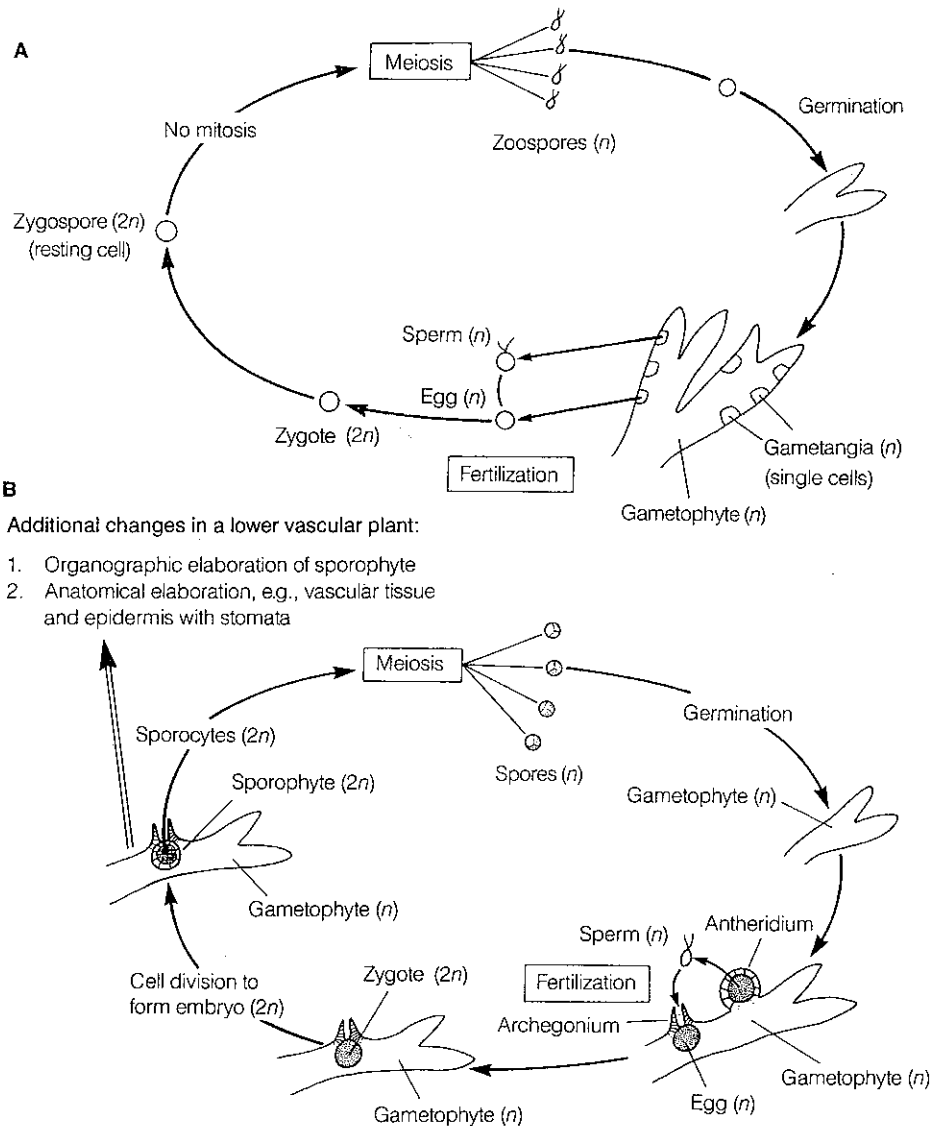 A
Meiosis
Zoospores (n)
Germination
No mitosis
Zygospore (2n)
(resting cell)
Sperm (n)
Egg (n)
Zygote (2n)
Fertilization
Gametangia (n)
(single cells)
Gametophyte (n)
B
Additional changes in a lower vascular plant:
1. Organographic elaboration of sporophyte
2. Anatomical elaboration, e.g., vascular tissue
and epidermis with stomata
Meiosis
Spores (n)
Germination
Sporocytes (2n)
Sporophyte (2n)
Gametophyte (n)
Gametophyte (n)
Antheridium
Sperm (n)
Fertilization
Archegonium
Cell division to
form embryo (2n)
Zygote (2n)
Gametophyte (n)
Egg (n)
Gametophyte (n)